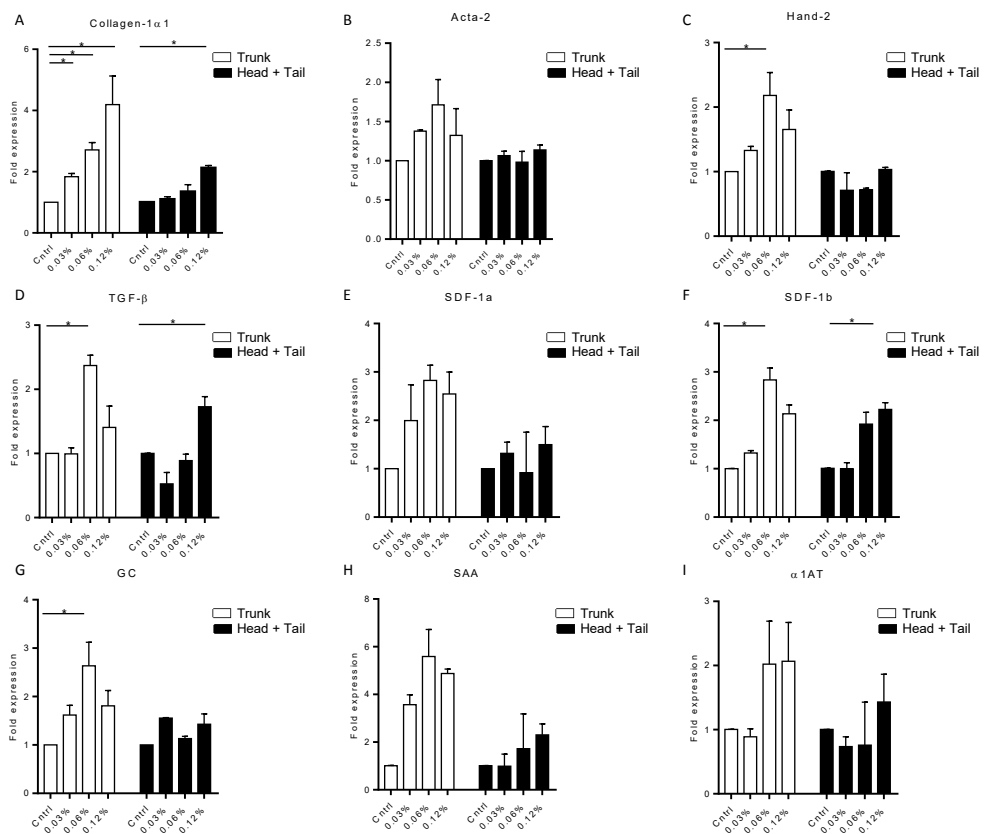 A
Collagen-1α1
*
*
*
*
Trunk
Head + Tail
Fold expression
6
4
2
0
Cntrl
0.03%
0.06%
0.12%
Cntrl
0.03%
0.06%
0.12%
B
Acta-2
Trunk
Head + Tail
Fold expression
2.5
2.0
1.5
1.0
0.5
0.0
Cntrl
0.03%
0.06%
0.12%
Cntrl
0.03%
0.06%
0.12%
C
Hand-2
*
Trunk
Head + Tail
Fold expression
3
2
1
0
Cntrl
0.03%
0.06%
0.12%
Cntrl
0.03%
0.06%
0.12%
D
TGF-β
*
*
Trunk
Head + Tail
Fold expression
3
2
1
0
Cntrl
0.03%
0.06%
0.12%
Cntrl
0.03%
0.06%
0.12%
E
SDF-1a
Trunk
Head + Tail
Fold expression
4
3
2
1
0
Cntrl
0.03%
0.06%
0.12%
Cntrl
0.03%
0.06%
0.12%
F
SDF-1b
*
*
Trunk
Head + Tail
Fold expression
4
3
2
1
0
Cntrl
0.03%
0.06%
0.12%
Cntrl
0.03%
0.06%
0.12%
G
GC
*
Trunk
Head + Tail
Fold expression
4
3
2
1
0
Cntrl
0.03%
0.06%
0.12%
Cntrl
0.03%
0.06%
0.12%
H
SAA
Trunk
Head + Tail
Fold expression
8
6
4
2
0
Cntrl
0.03%
0.06%
0.12%
Cntrl
0.03%
0.06%
0.12%
I
α1AT
Trunk
Head + Tail
Fold expression
3
2
1
0
Cntrl
0.03%
0.06%
0.12%
Cntrl
0.03%
0.06%
0.12%